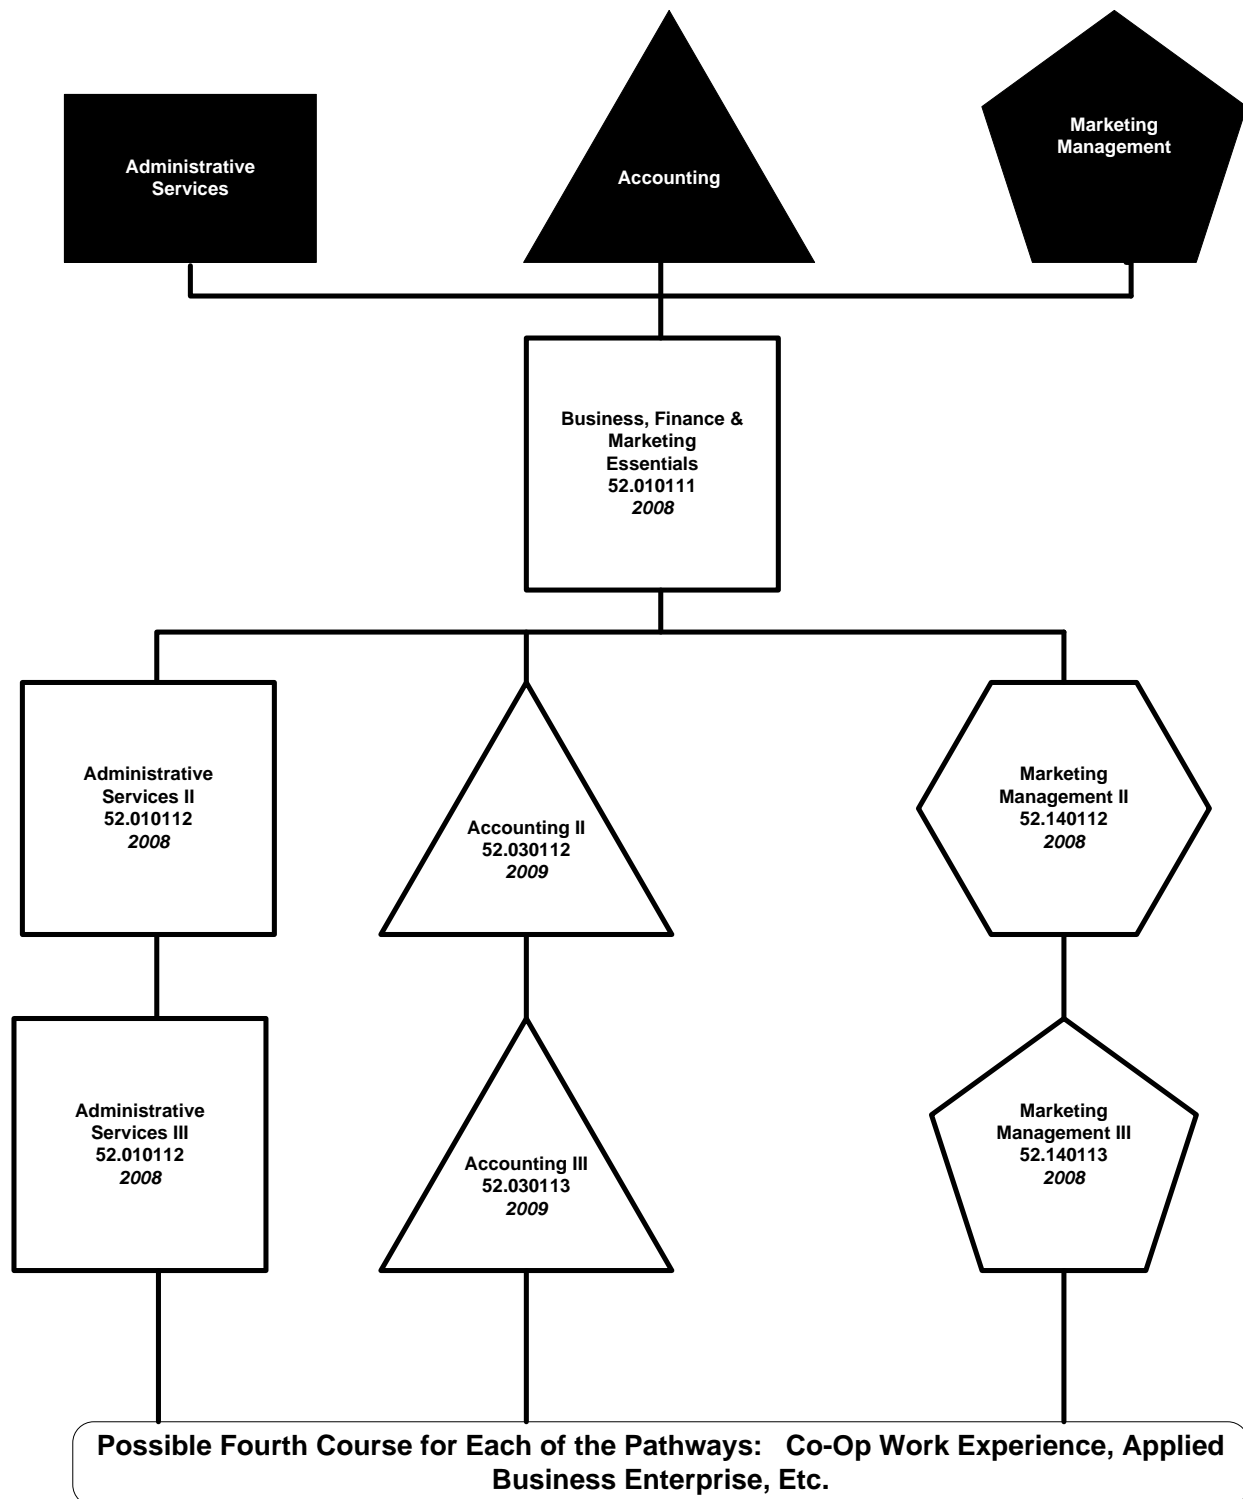 Administrative
Services
Accounting
Marketing
Management
Business, Finance &
Marketing
Essentials
52.010111
2008
Administrative
Services II
52.010112
2008
Accounting II
52.030112
2009
Marketing
Management II
52.140112
2008
Administrative
Services III
52.010112
2008
Accounting III
52.030113
2009
Marketing
Management III
52.140113
2008
Possible Fourth Course for Each of the Pathways: Co-Op Work Experience, Applied
Business Enterprise, Etc.